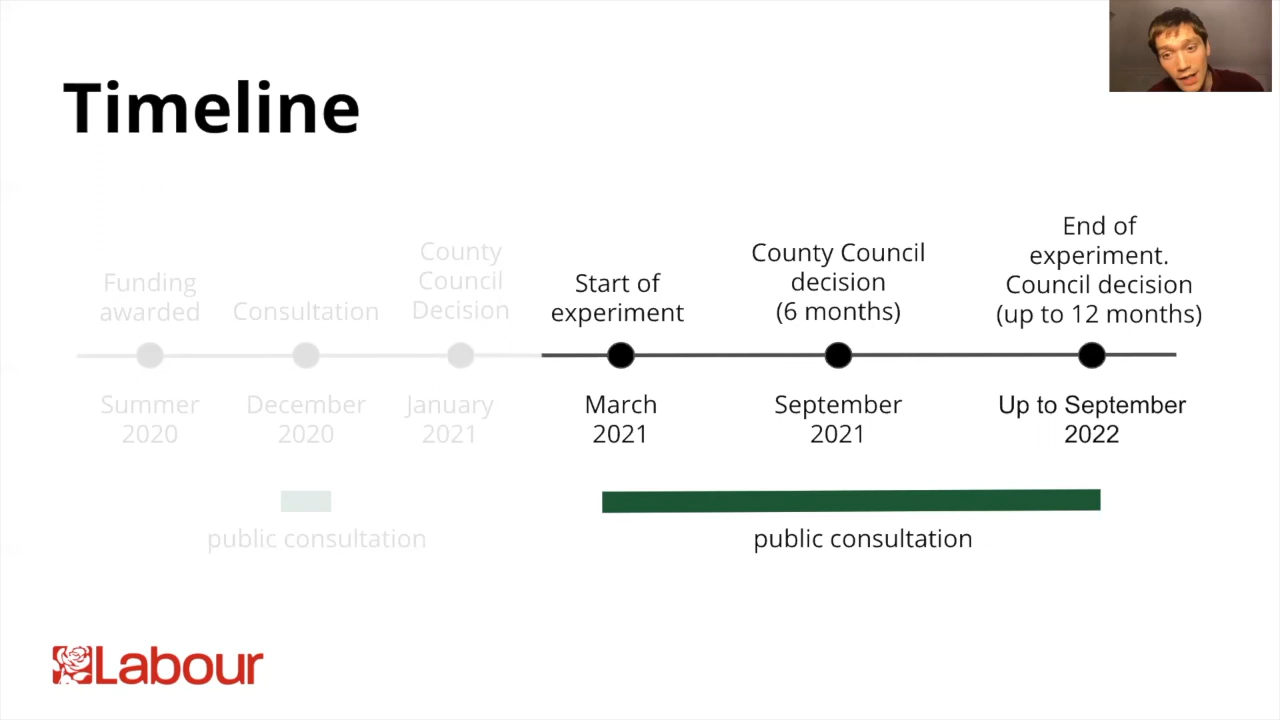 Timeline
Funding
awarded
Consultation
County
Council
Decision
Start of
experiment
County Council
decision
(6 months)
End of
experiment.
Council decision
(up to 12 months)
Summer
2020
December
2020
January
2021
March
2021
September
2021
Up to September
2022
public consultation
public consultation
Labour